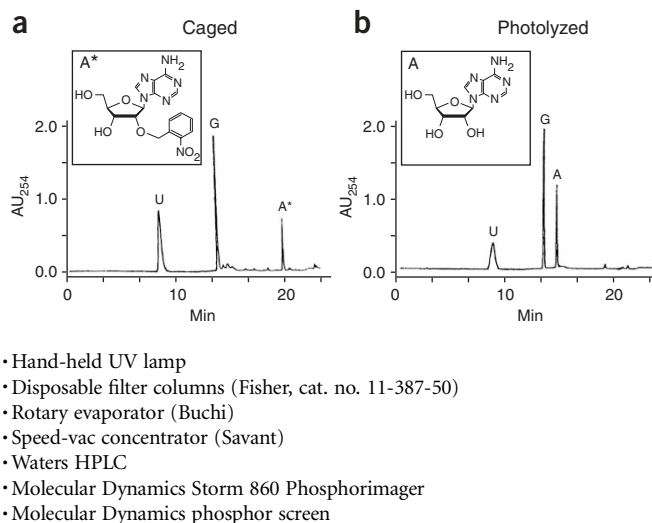 a Caged
b Photolyzed
A*
NH2
N
N
N
N
HO
O
HO
O
NO2
2.0
1.0
0.0
AU254
U
G
A*
0
10
20
Min
A
NH2
N
N
N
N
HO
O
HO
OH
2.0
1.0
0.0
AU254
U
G
A
0
10
20
Min
• Hand-held UV lamp
• Disposable filter columns (Fisher, cat. no. 11-387-50)
• Rotary evaporator (Buchi)
• Speed-vac concentrator (Savant)
• Waters HPLC
• Molecular Dynamics Storm 860 Phosphorimager
• Molecular Dynamics phosphor screen